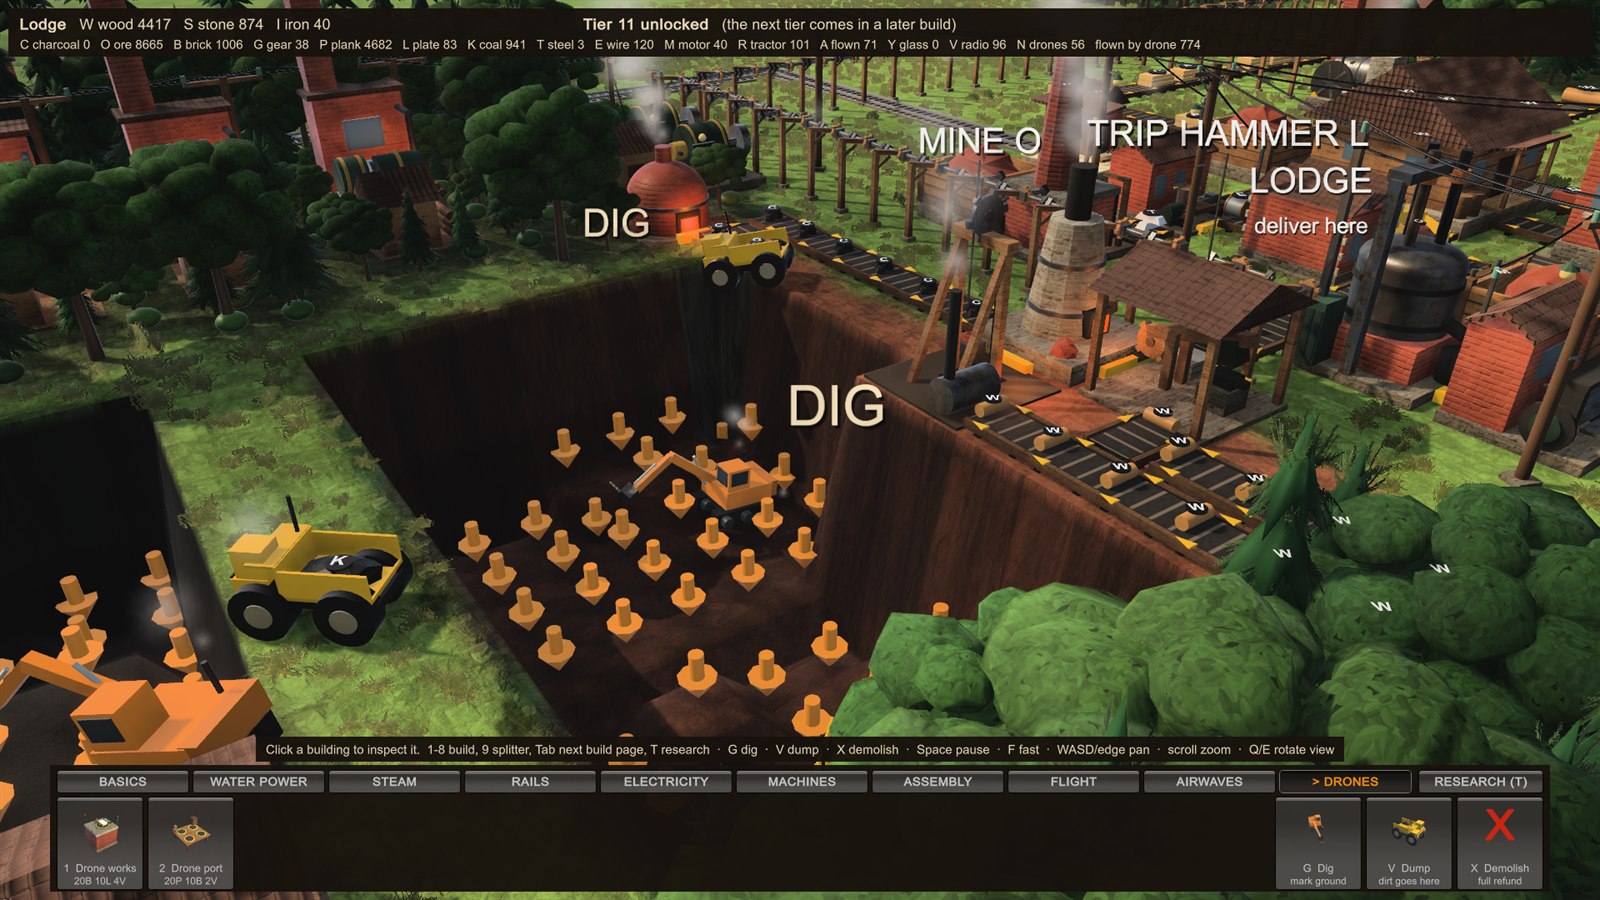 Lodge W wood 4417 S stone 874 I iron 40
Tier 11 unlocked (the next tier comes in a later build)
C charcoal 0 O ore 8665 B brick 1006 G gear 38 P plank 4682 L plate 83 K coal 941 T steel 3 E wire 120 M motor 40 R tractor 101 A flown 71 Y glass 0 V radio 96 N drones 56 flown by drone 774
MINE O
TRIP HAMMER L
LODGE
deliver here
DIG
DIG
W
W
W
W
W
W
W
W
W
W
W
K
Click a building to inspect it. 1-8 build, 9 splitter, Tab next build page, T research · G dig · V dump · X demolish · Space pause · F fast · WASD/edge pan · scroll zoom · Q/E rotate view
BASICS
WATER POWER
STEAM
RAILS
ELECTRICITY
MACHINES
ASSEMBLY
FLIGHT
AIRWAVES
> DRONES
RESEARCH (T)
1 Drone works
20B 10L 4V
2 Drone port
20P 10B 2V
G Dig
mark ground
V Dump
dirt goes here
X Demolish
full refund